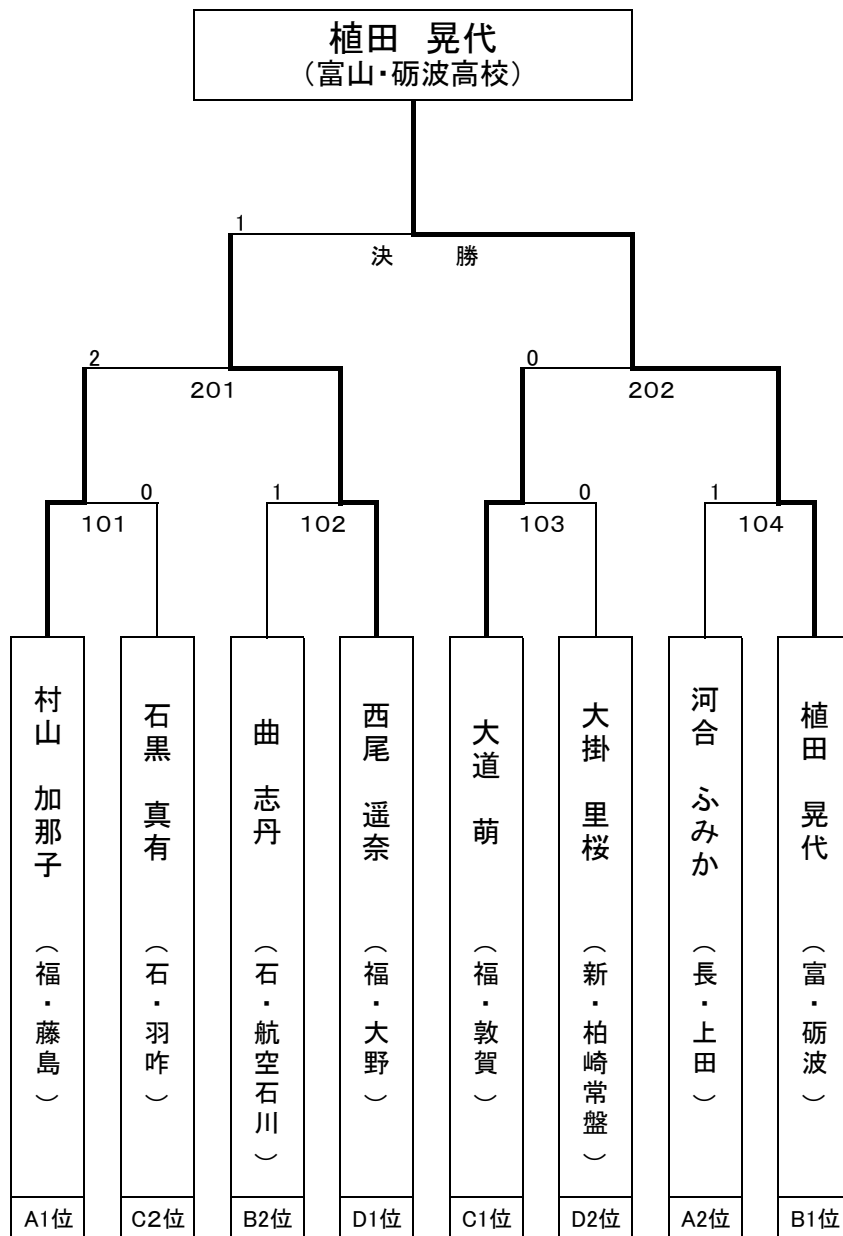 植田　晃代
（富山・砺波高校）
1
決　勝
2
0
201
202
0
1
0
1
101
102
103
104
村山　加那子　（福・藤島）
石黒　真有　（石・羽咋）
曲　志丹　（石・航空石川）
西尾　遥奈　（福・大野）
大道　萌　（福・敦賀）
大掛　里桜　（新・柏崎常盤）
河合　ふみか　（長・上田）
植田　晃代　（富・砺波）
A1位
C2位
B2位
D1位
C1位
D2位
A2位
B1位